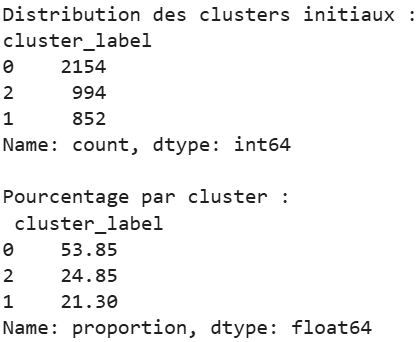 Distribution des clusters initiaux :
cluster_label
0    2154
2     994
1     852
Name: count, dtype: int64

Pourcentage par cluster :
 cluster_label
0    53.85
2    24.85
1    21.30
Name: proportion, dtype: float64